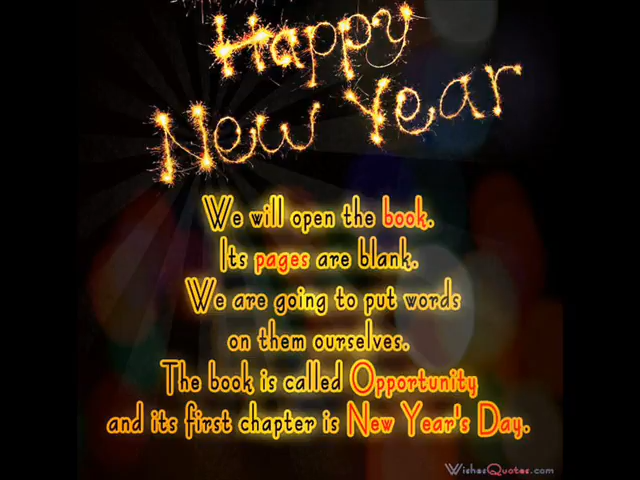 Happy
New Year
We will open the book.
Its pages are blank.
We are going to put words
on them ourselves.
The book is called Opportunity
and its first chapter is New Year's Day.
WishesQuotes.com